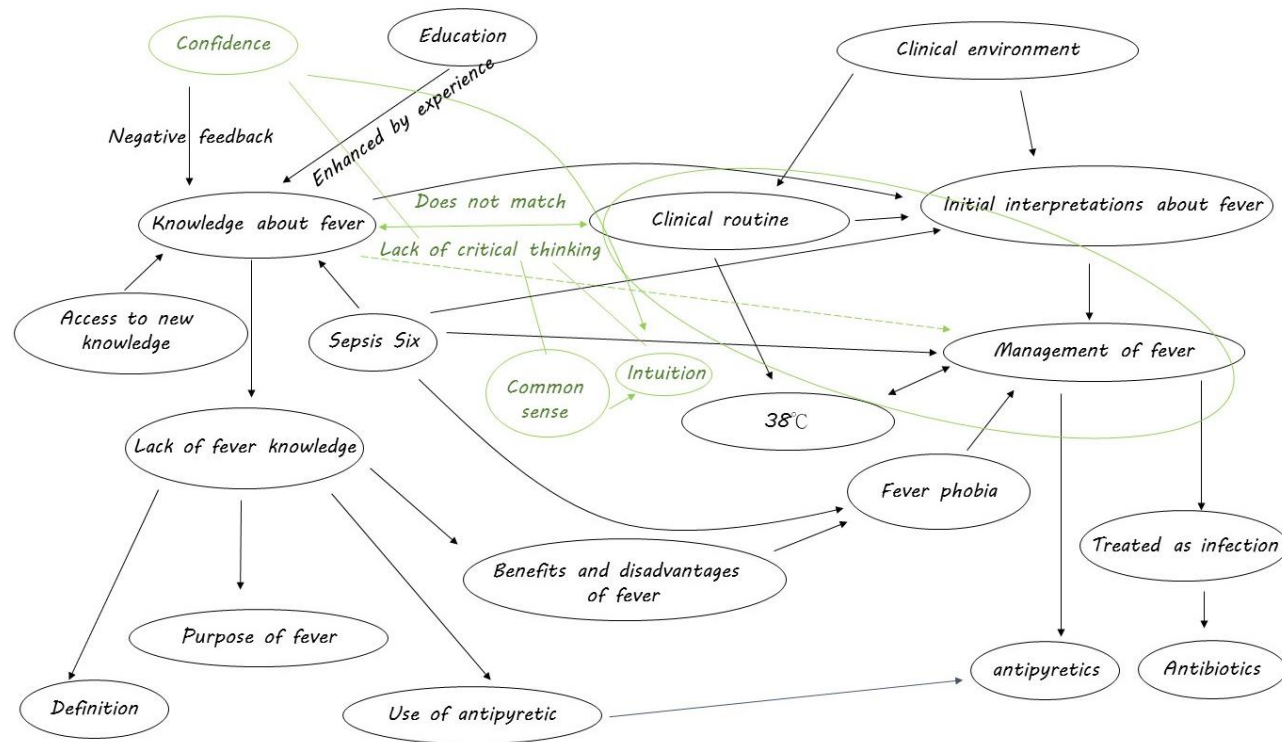 Confidence
Education
Clinical environment
Negative feedback
Enhanced by experience
Knowledge about fever
Does not match
Clinical routine
Initial interpretations about fever
Lack of critical thinking
Access to new
knowledge
Sepsis Six
Common
sense
Intuition
Management of fever
38℃
Lack of fever knowledge
Fever phobia
Benefits and disadvantages
of fever
Treated as infection
Purpose of fever
antipyretics
Antibiotics
Definition
Use of antipyretic